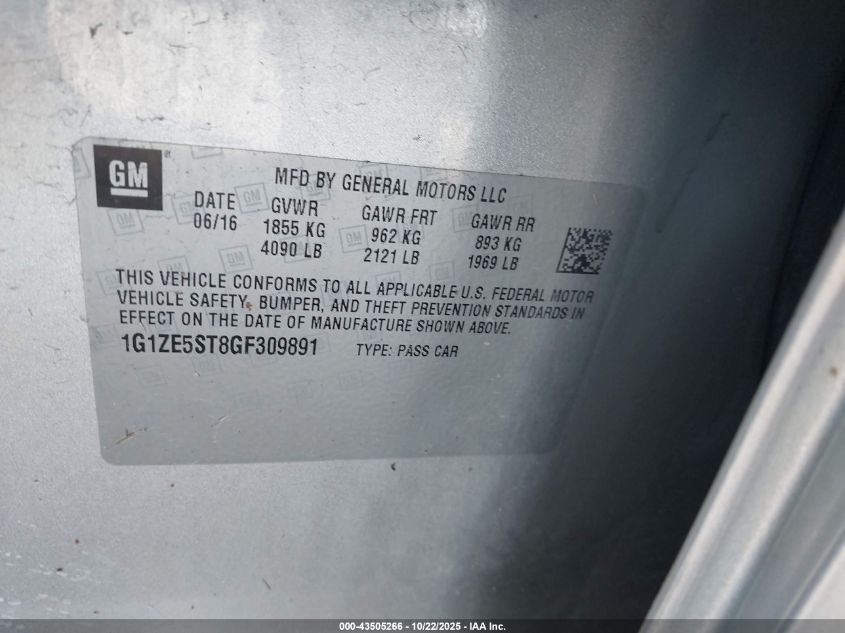 GM
MFD BY GENERAL MOTORS LLC
DATE GVWR GAWR FRT GAWR RR
06/16 1855 KG 962 KG 893 KG
4090 LB 2121 LB 1969 LB
THIS VEHICLE CONFORMS TO ALL APPLICABLE U.S. FEDERAL MOTOR
VEHICLE SAFETY, BUMPER, AND THEFT PREVENTION STANDARDS IN
EFFECT ON THE DATE OF MANUFACTURE SHOWN ABOVE.
1G1ZE5ST8GF309891 TYPE: PASS CAR
000-43505266 - 10/22/2025 - IAA Inc.